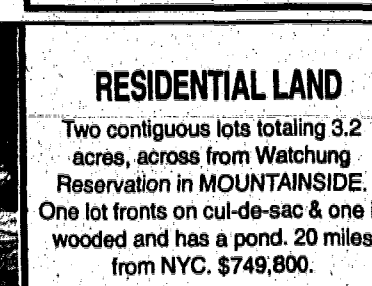 RESIDENTIAL LAND
Two contiguous lots totaling 3.2
acres, across from Watchung
Reservation in MOUNTAINSIDE.
One lot fronts on cul-de-sac & one
wooded and has a pond. 20 miles
from NYC. $749,800.